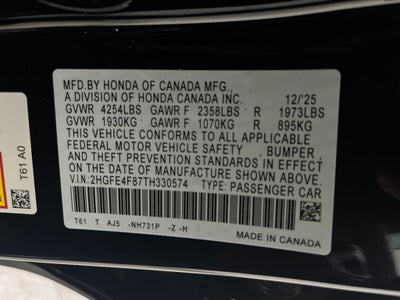 MFD.BY HONDA OF CANADA MFG.,
A DIVISION OF HONDA CANADA INC. 12/'25
GVWR 4254LBS GAWR F 2358LBS R 1973LBS
GVWR 1930KG GAWR F 1070KG R 895KG
THIS VEHICLE CONFORMS TO ALL APPLICABLE
FEDERAL MOTOR VEHICLE SAFETY, BUMPER,
AND THEFT PREVENTION STANDARDS IN EFFECT
ON THE DATE OF MANUFACTURE SHOWN ABOVE.
V.I.N:2HGFE4F87TH330574 TYPE: PASSENGER CAR
T61 T AJ5 -NH731P -Z -H
MADE IN CANADA
T61 A0